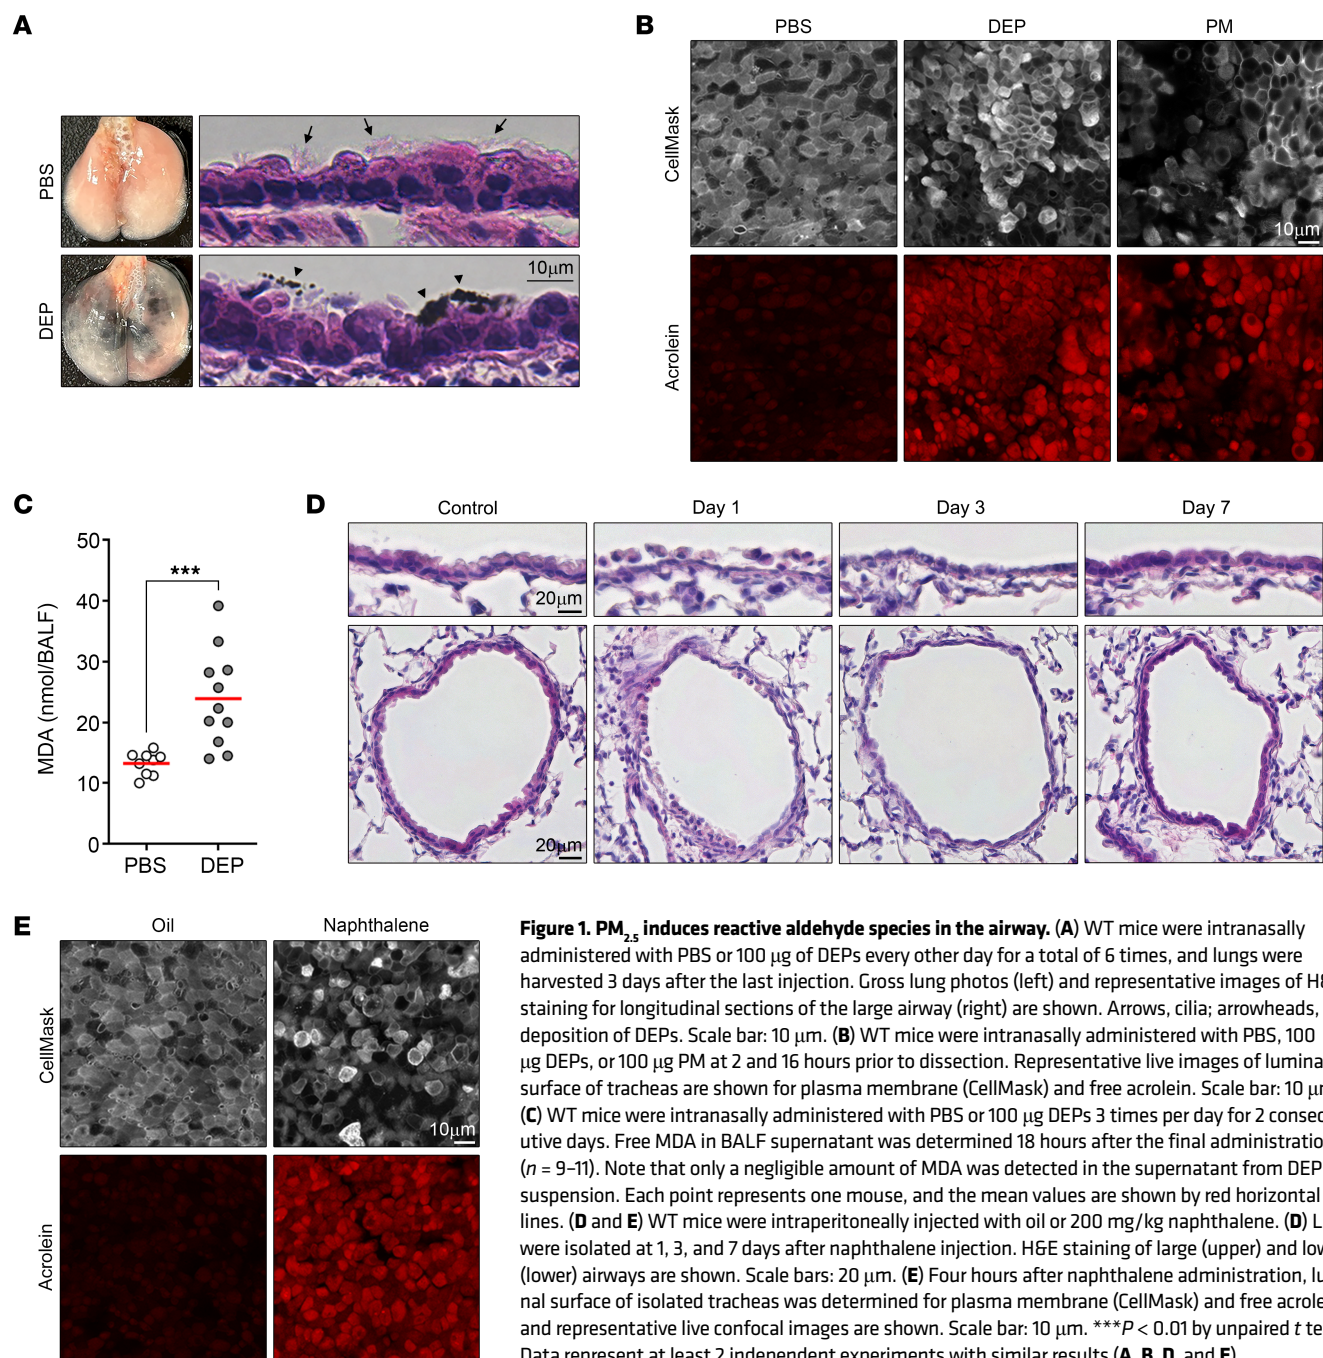 A
PBS
DEP
10µm
B
PBS
DEP
PM
CellMask
10µm
Acrolein
C
50
40
30
20
10
0
MDA (nmol/BALF)
***
PBS
DEP
D
Control
Day 1
Day 3
Day 7
20µm
20µm
E
Oil
Naphthalene
CellMask
10µm
Acrolein
Figure 1. PM2.5 induces reactive aldehyde species in the airway. (A) WT mice were intranasally
administered with PBS or 100 µg of DEPs every other day for a total of 6 times, and lungs were
harvested 3 days after the last injection. Gross lung photos (left) and representative images of H&
staining for longitudinal sections of the large airway (right) are shown. Arrows, cilia; arrowheads,
deposition of DEPs. Scale bar: 10 µm. (B) WT mice were intranasally administered with PBS, 100
µg DEPs, or 100 µg PM at 2 and 16 hours prior to dissection. Representative live images of lumina
surface of tracheas are shown for plasma membrane (CellMask) and free acrolein. Scale bar: 10 µm
(C) WT mice were intranasally administered with PBS or 100 µg DEPs 3 times per day for 2 consec
utive days. Free MDA in BALF supernatant was determined 18 hours after the final administratio
(n = 9–11). Note that only a negligible amount of MDA was detected in the supernatant from DEP
suspension. Each point represents one mouse, and the mean values are shown by red horizontal
lines. (D and E) WT mice were intraperitoneally injected with oil or 200 mg/kg naphthalene. (D) L
were isolated at 1, 3, and 7 days after naphthalene injection. H&E staining of large (upper) and low
(lower) airways are shown. Scale bars: 20 µm. (E) Four hours after naphthalene administration, lu
nal surface of isolated tracheas was determined for plasma membrane (CellMask) and free acrole
and representative live confocal images are shown. Scale bar: 10 µm. ***P < 0.01 by unpaired t te
Data represent at least 2 independent experiments with similar results (A, B, D, and E).